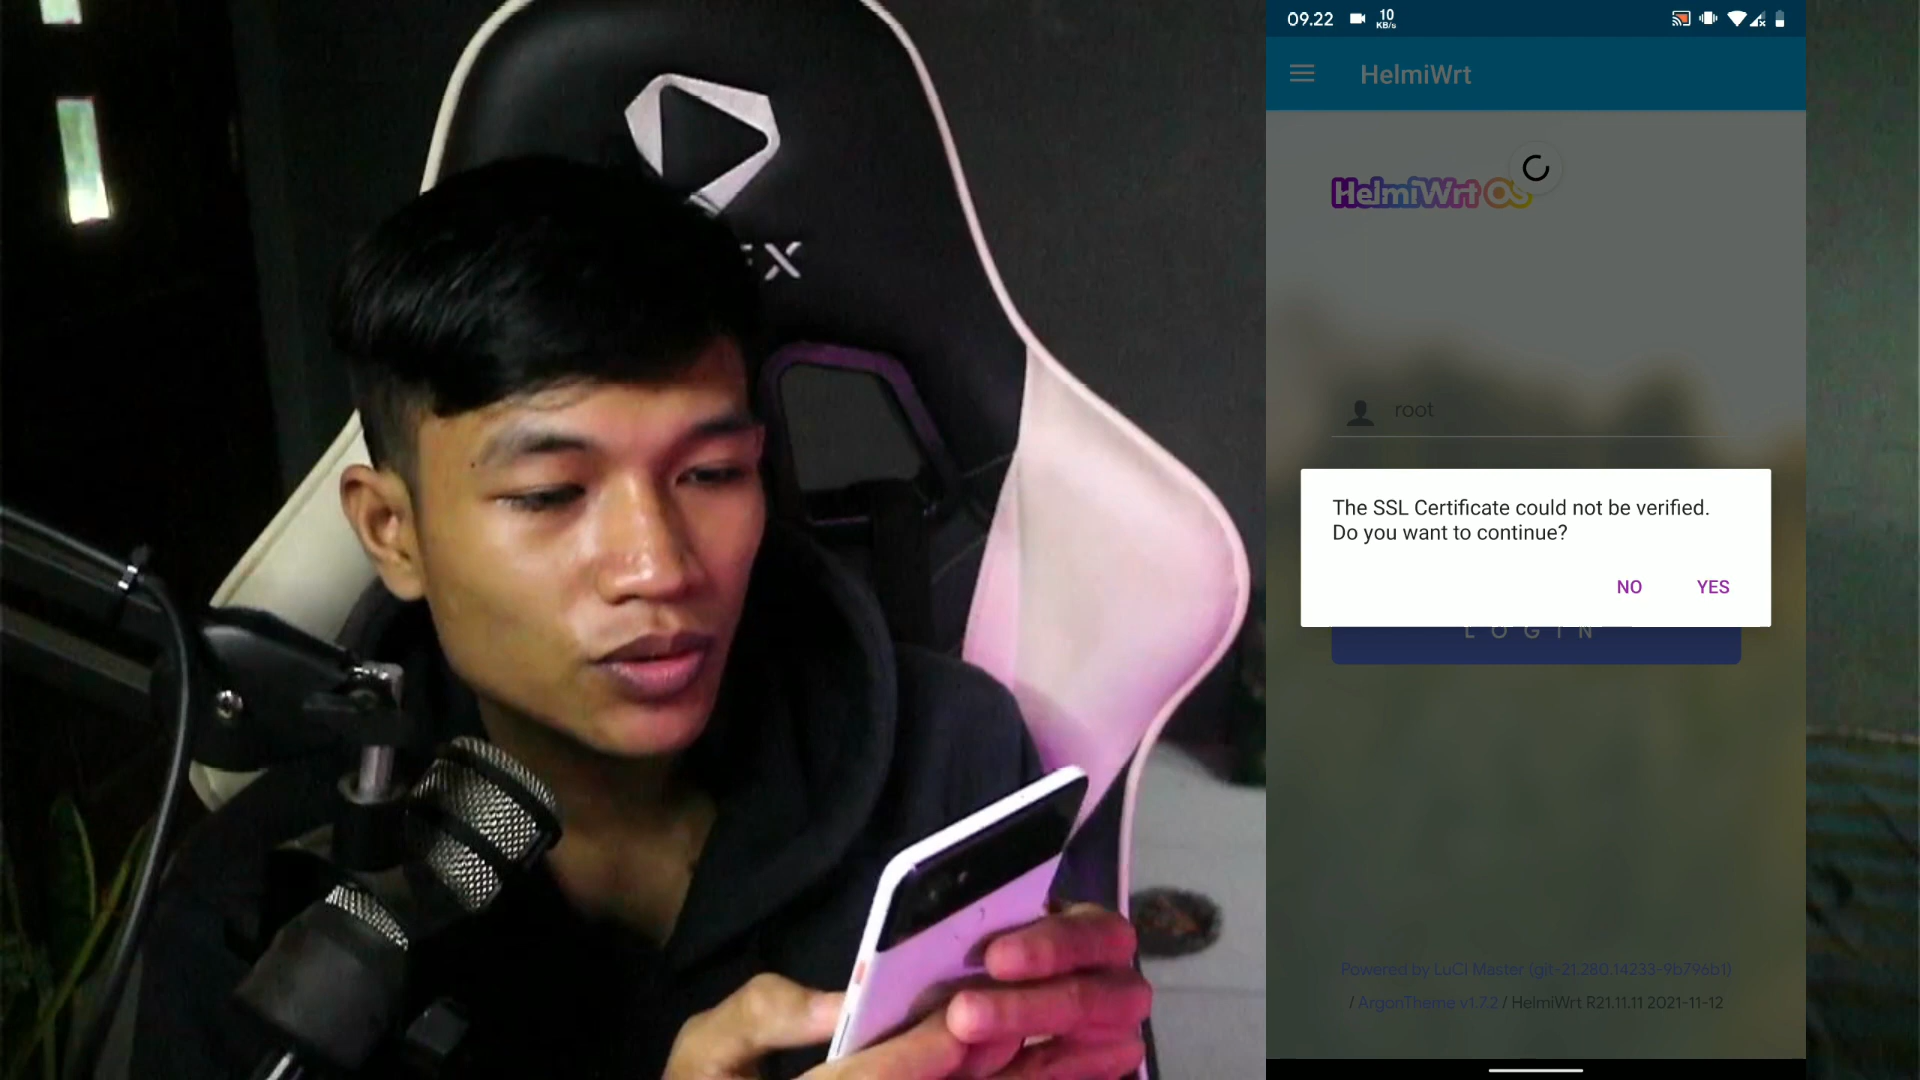 EX
09.22
10
KB/s
HelmiWrt
HelmiWrt OS
root
The SSL Certificate could not be verified.
Do you want to continue?
NO YES
LOGIN
Powered by LuCI Master (git-21.280.14233-9b796b1)
/ ArgonTheme v1.7.2 / HelmiWrt R21.11.11 2021-11-12